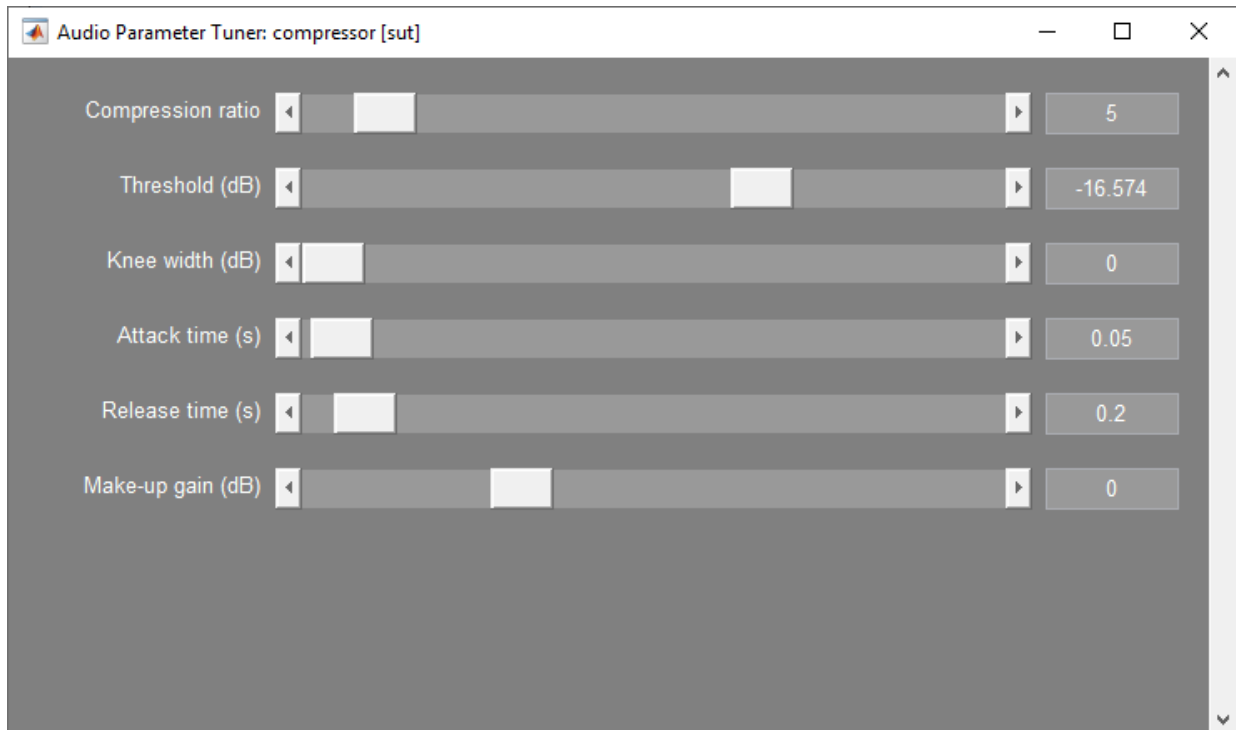 Audio Parameter Tuner: compressor [sut]
Compression ratio 5
Threshold (dB) -16.574
Knee width (dB) 0
Attack time (s) 0.05
Release time (s) 0.2
Make-up gain (dB) 0